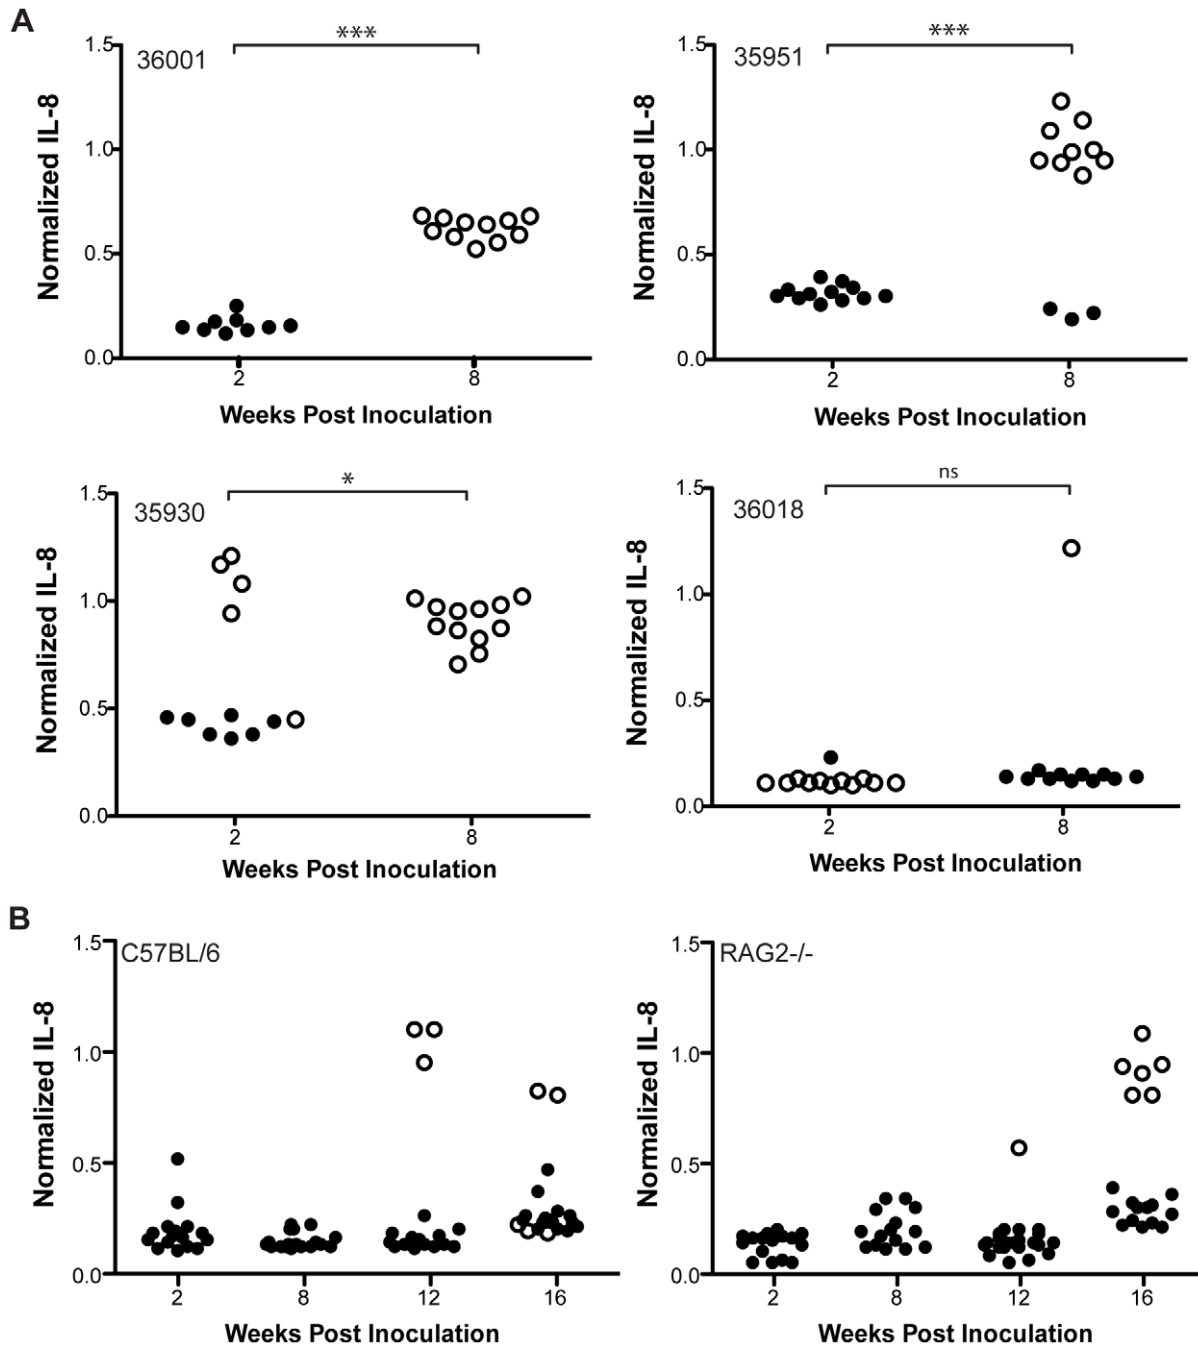 A
36001
***
1.5
1.0
0.5
0.0
Normalized IL-8
2
8
Weeks Post Inoculation
35951
***
1.5
1.0
0.5
0.0
Normalized IL-8
2
8
Weeks Post Inoculation
35930
*
1.5
1.0
0.5
0.0
Normalized IL-8
2
8
Weeks Post Inoculation
36018
ns
1.5
1.0
0.5
0.0
Normalized IL-8
2
8
Weeks Post Inoculation
B
C57BL/6
1.5
1.0
0.5
0.0
Normalized IL-8
2
8
12
16
Weeks Post Inoculation
RAG2-/-
1.5
1.0
0.5
0.0
Normalized IL-8
2
8
12
16
Weeks Post Inoculation